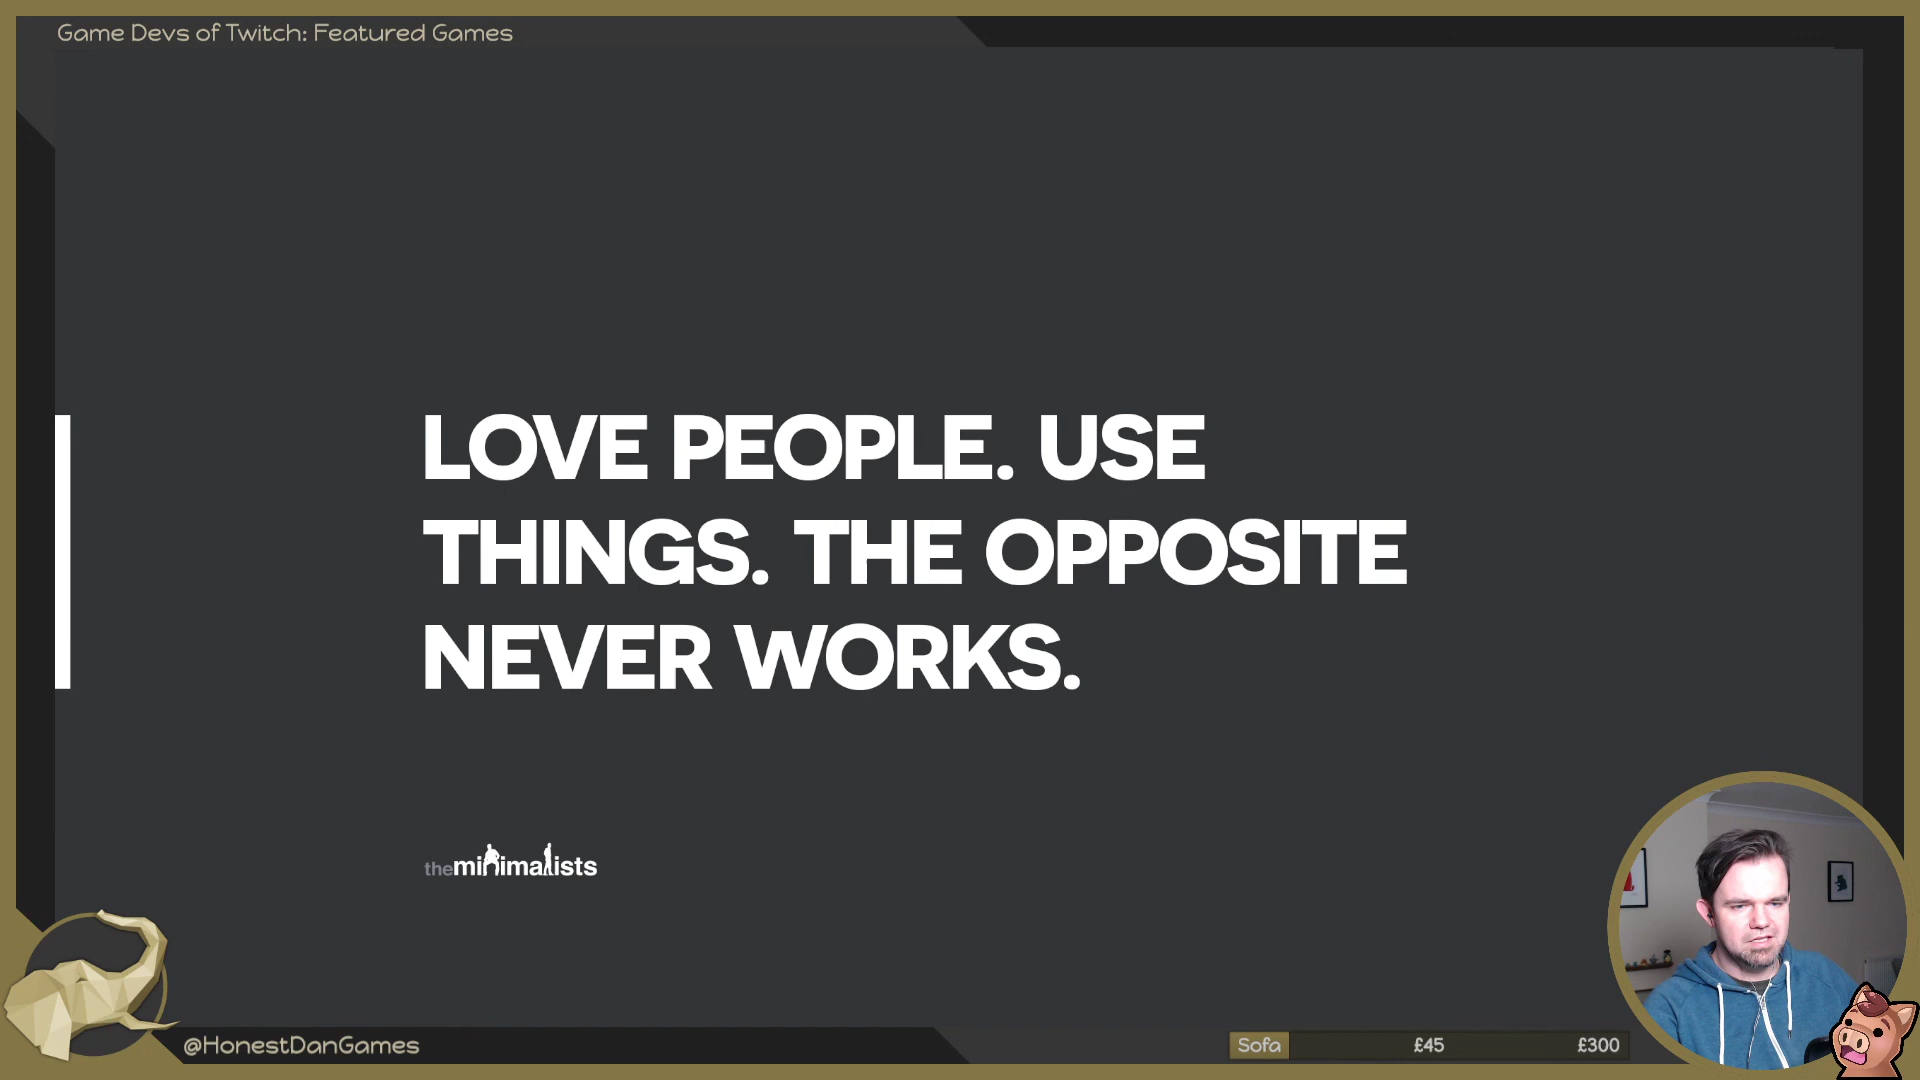 Game Devs of Twitch: Featured Games
LOVE PEOPLE. USE
THINGS. THE OPPOSITE
NEVER WORKS.
theminimalists
@HonestDanGames
Sofa £45 £300